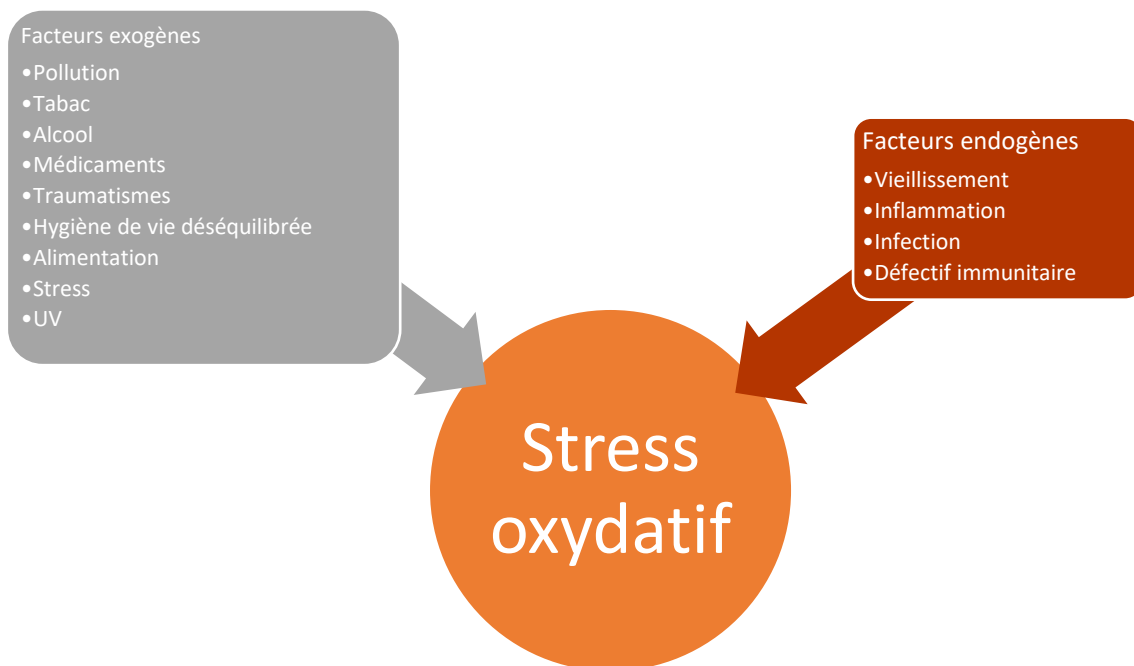 Facteurs exogènes
•Pollution
•Tabac
•Alcool
•Médicaments
•Traumatismes
•Hygiène de vie déséquilibrée
•Alimentation
•Stress
•UV
Facteurs endogènes
•Vieillissement
•Inflammation
•Infection
•Défectif immunitaire
Stress
oxydatif